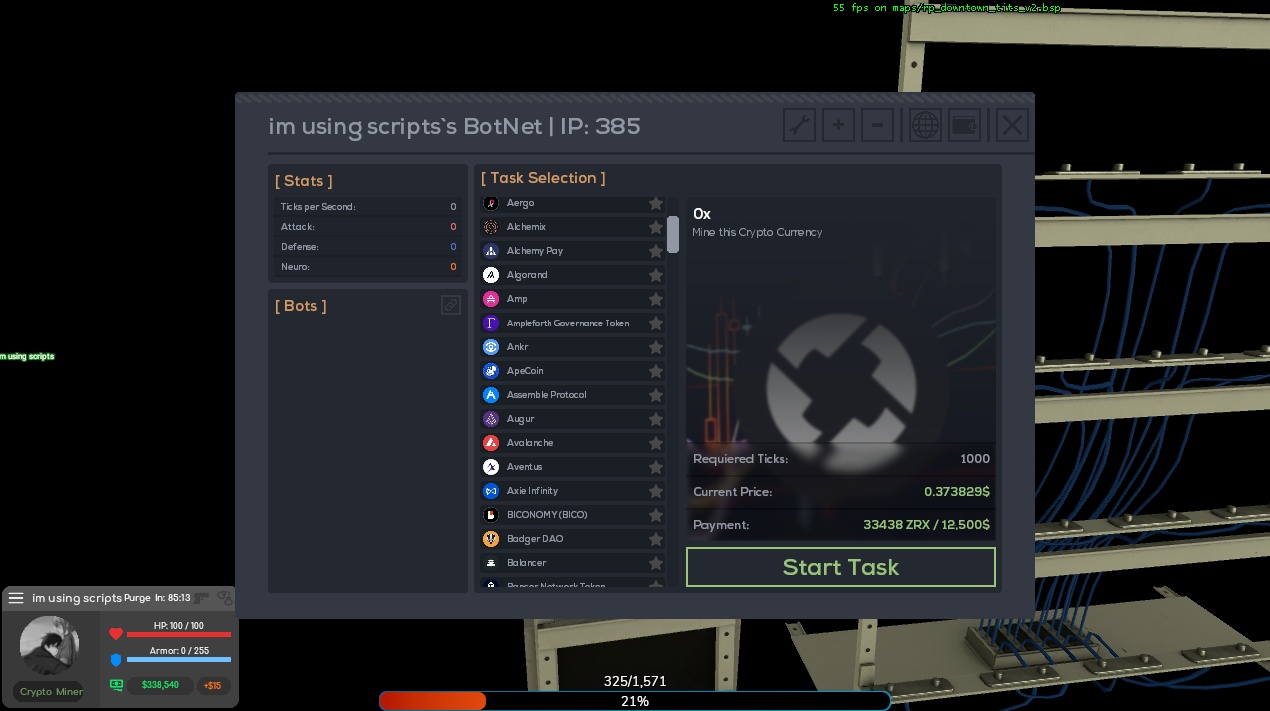 55 fps on maps/rp_downtown_tits_v2.bsp
im using scripts`s BotNet | IP: 385
[ Stats ]
Ticks per Second: 0
Attack: 0
Defense: 0
Neuro: 0
[ Bots ]
[ Task Selection ]
Aergo
Alchemix
Alchemy Pay
Algorand
Amp
Ampleforth Governance Token
Ankr
ApeCoin
Assemble Protocol
Augur
Avalanche
Aventus
Axie Infinity
BICONOMY (BICO)
Badger DAO
Balancer
Bancor Network Token
0x
Mine this Crypto Currency
Requiered Ticks: 1000
Current Price: 0.373829$
Payment: 33438 ZRX / 12,500$
Start Task
m using scripts
im using scripts Purge In: 85:13
HP: 100 / 100
Armor: 0 / 255
$338,540 +$15
Crypto Miner
325/1,571
21%